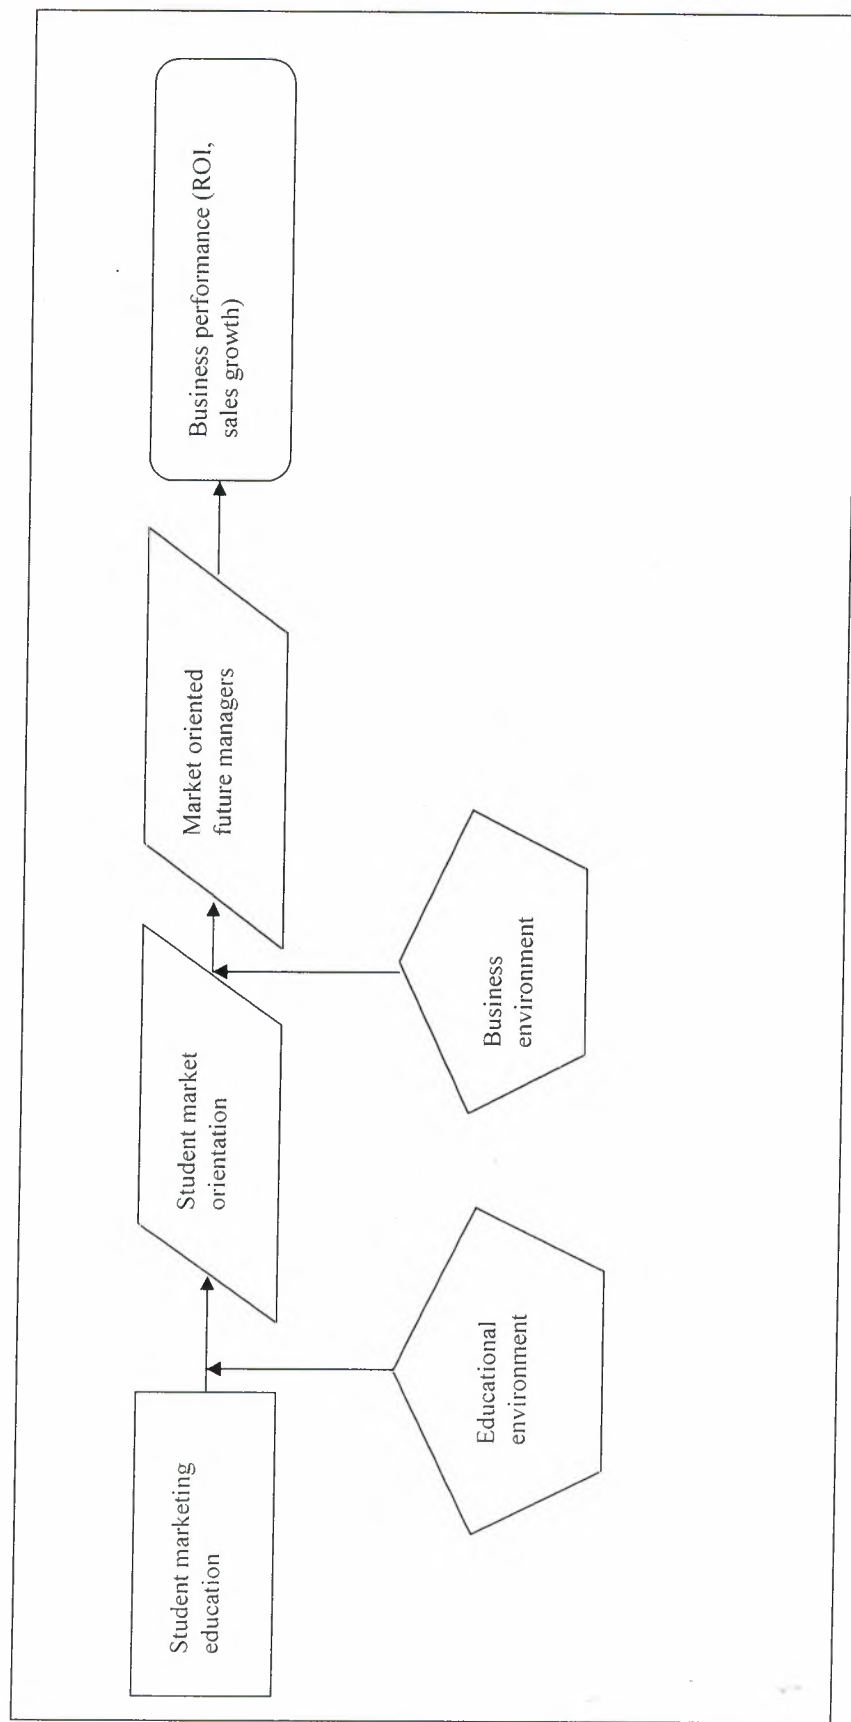 Student marketing
education
Student market
orientation
Market oriented
future managers
Business performance (ROI,
sales growth)
Educational
environment
Business
environment